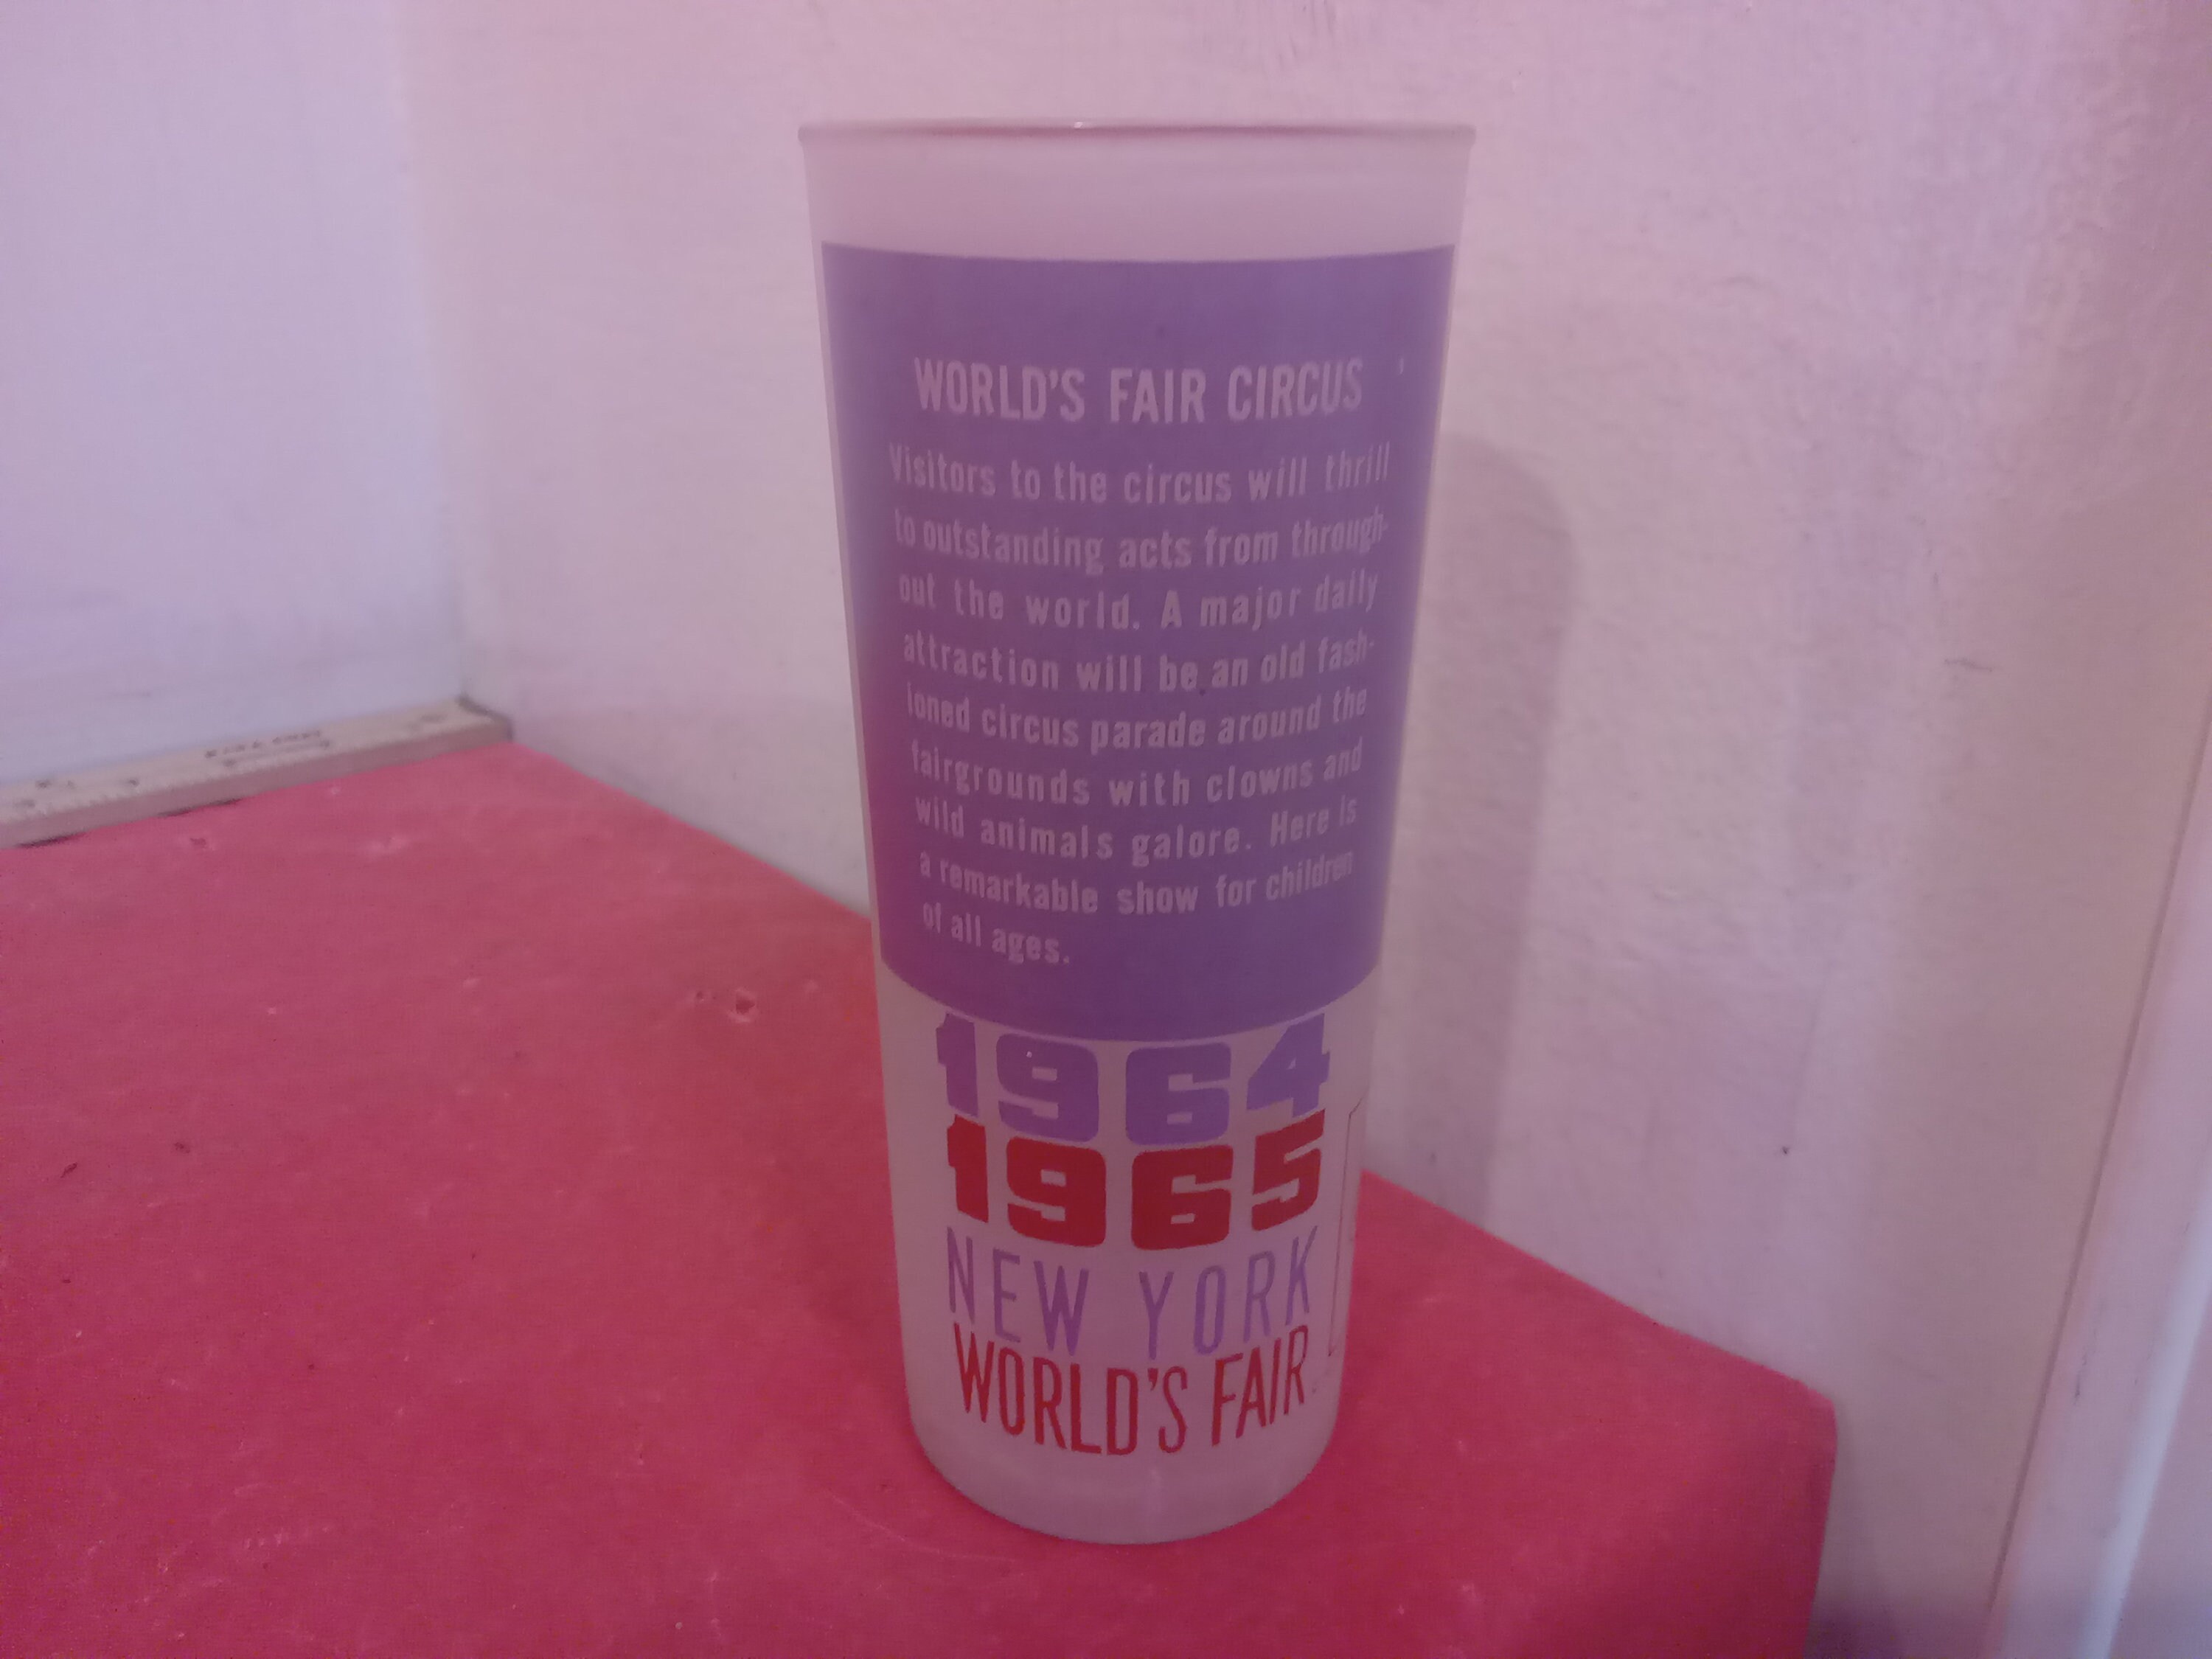 WORLD'S FAIR CIRCUS
Visitors to the circus will thrill
to outstanding acts from through-
out the world. A major daily
attraction will be an old fash-
ioned circus parade around the
fairgrounds with clowns and
wild animals galore. Here is
a remarkable show for children
of all ages.
1964
1965
NEW YORK
WORLD'S FAIR